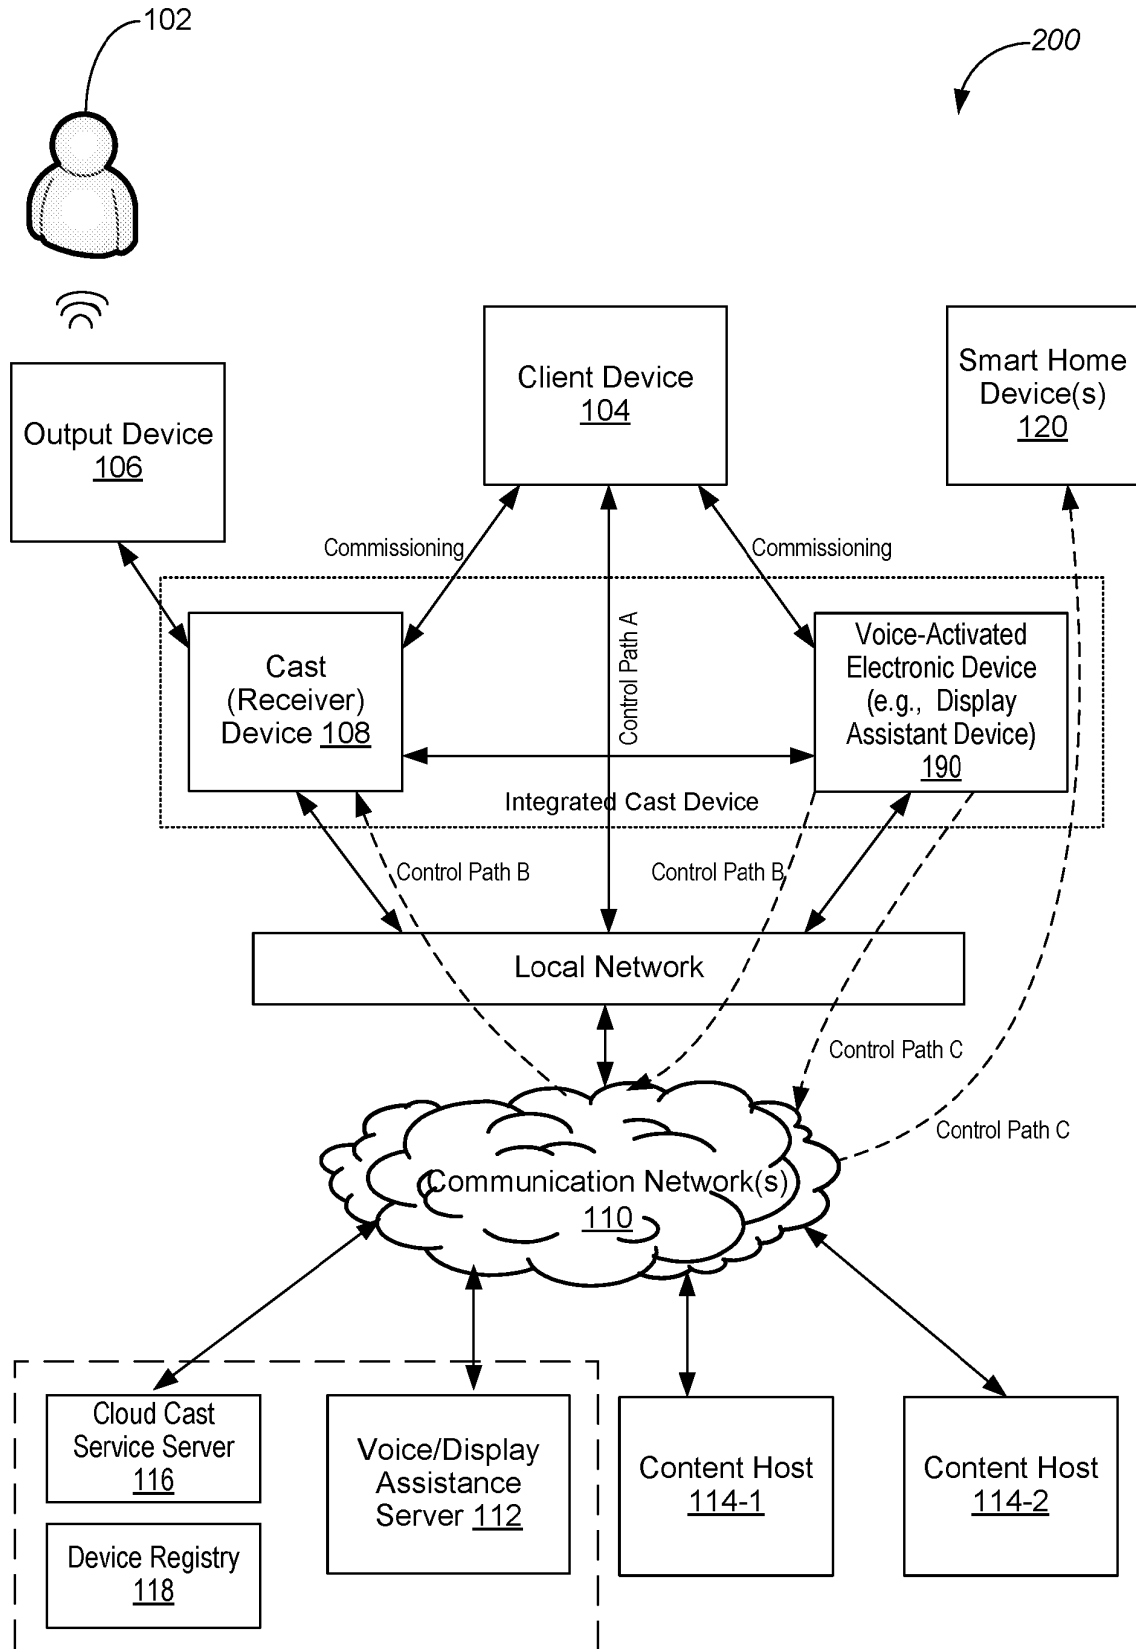 102
200
Client Device
104
Smart Home
Device(s)
120
Output Device
106
Commissioning
Commissioning
Control Path A
Cast
(Receiver)
Device 108
Voice-Activated
Electronic Device
(e.g., Display
Assistant Device)
190
Integrated Cast Device
Control Path B
Control Path B
Local Network
Control Path C
Control Path C
Communication Network(s)
110
Cloud Cast
Service Server
116
Voice/Display
Assistance
Server 112
Content Host
114-1
Content Host
114-2
Device Registry
118